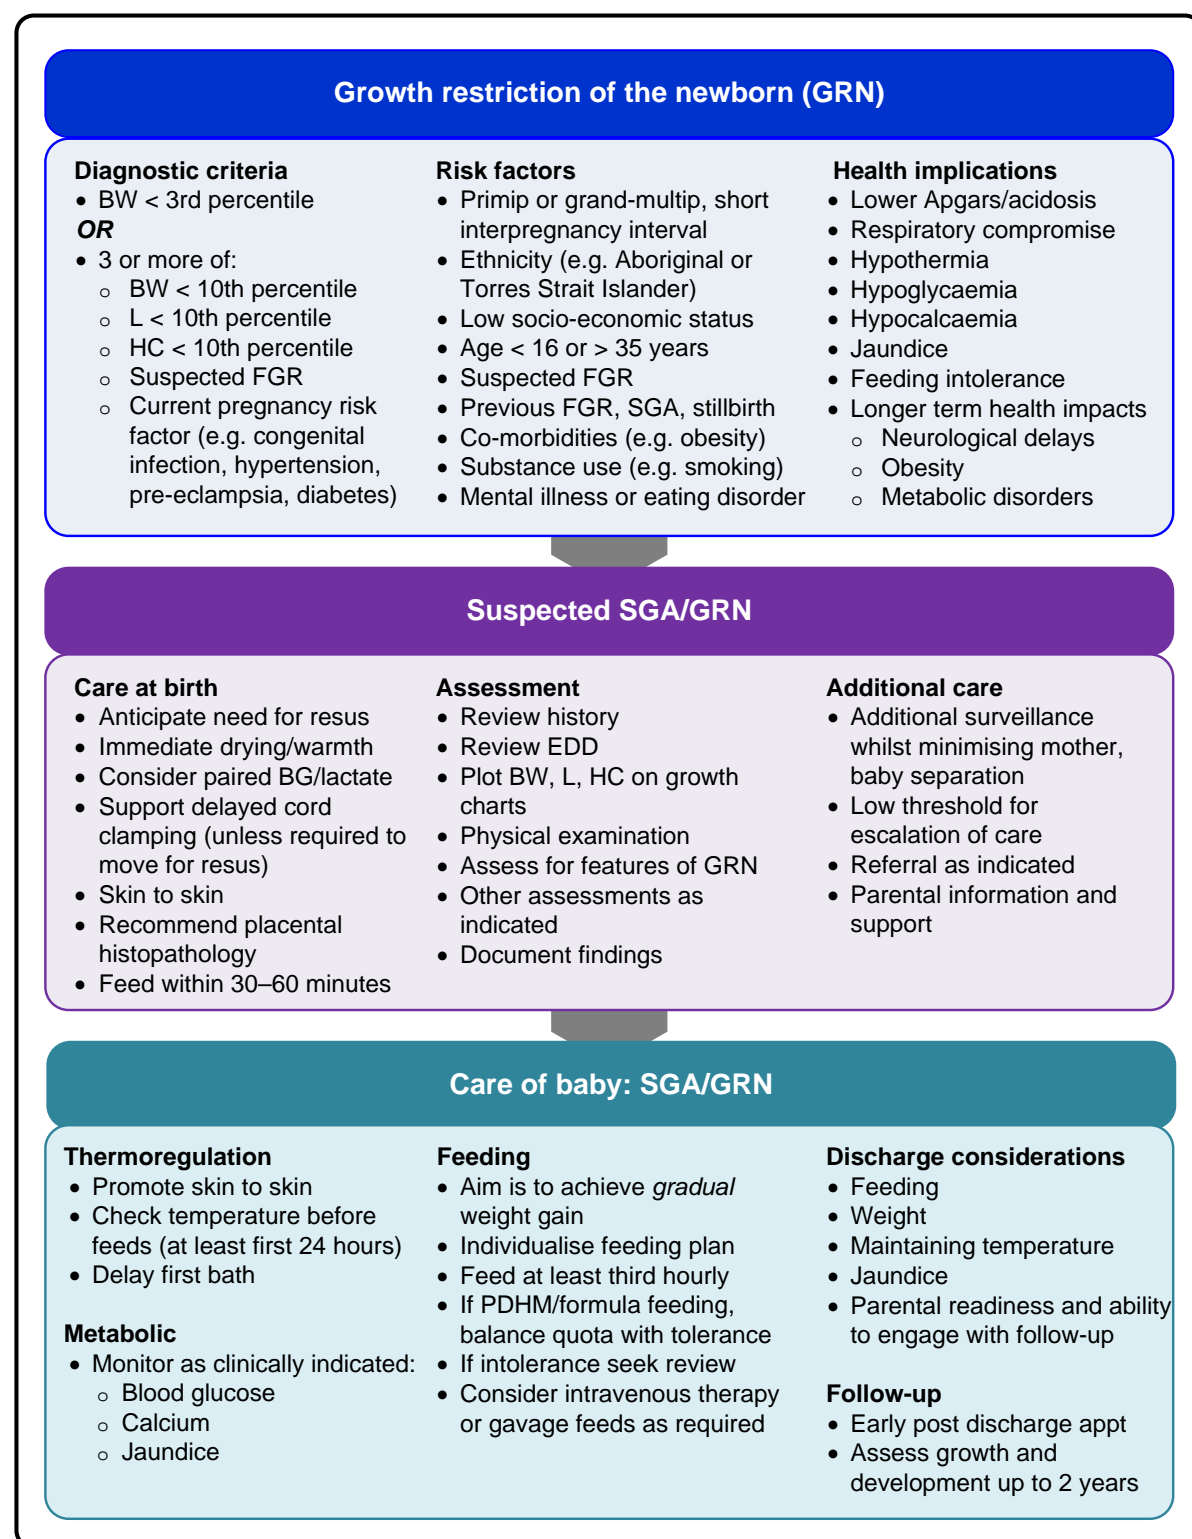 Growth restriction of the newborn (GRN)
Diagnostic criteria
• BW < 3rd percentile
OR
• 3 or more of:
o BW < 10th percentile
o L < 10th percentile
o HC < 10th percentile
o Suspected FGR
o Current pregnancy risk
factor (e.g. congenital
infection, hypertension,
pre-eclampsia, diabetes)
Risk factors
• Primip or grand-multip, short
interpregnancy interval
• Ethnicity (e.g. Aboriginal or
Torres Strait Islander)
• Low socio-economic status
• Age < 16 or > 35 years
• Suspected FGR
• Previous FGR, SGA, stillbirth
• Co-morbidities (e.g. obesity)
• Substance use (e.g. smoking)
• Mental illness or eating disorder
Health implications
• Lower Apgars/acidosis
• Respiratory compromise
• Hypothermia
• Hypoglycaemia
• Hypocalcaemia
• Jaundice
• Feeding intolerance
• Longer term health impacts
o Neurological delays
o Obesity
o Metabolic disorders
Suspected SGA/GRN
Care at birth
• Anticipate need for resus
• Immediate drying/warmth
• Consider paired BG/lactate
• Support delayed cord
clamping (unless required to
move for resus)
• Skin to skin
• Recommend placental
histopathology
• Feed within 30–60 minutes
Assessment
• Review history
• Review EDD
• Plot BW, L, HC on growth
charts
• Physical examination
• Assess for features of GRN
• Other assessments as
indicated
• Document findings
Additional care
• Additional surveillance
whilst minimising mother,
baby separation
• Low threshold for
escalation of care
• Referral as indicated
• Parental information and
support
Care of baby: SGA/GRN
Thermoregulation
• Promote skin to skin
• Check temperature before
feeds (at least first 24 hours)
• Delay first bath
Metabolic
• Monitor as clinically indicated:
o Blood glucose
o Calcium
o Jaundice
Feeding
• Aim is to achieve gradual
weight gain
• Individualise feeding plan
• Feed at least third hourly
• If PDHM/formula feeding,
balance quota with tolerance
• If intolerance seek review
• Consider intravenous therapy
or gavage feeds as required
Discharge considerations
• Feeding
• Weight
• Maintaining temperature
• Jaundice
• Parental readiness and ability
to engage with follow-up
Follow-up
• Early post discharge appt
• Assess growth and
development up to 2 years